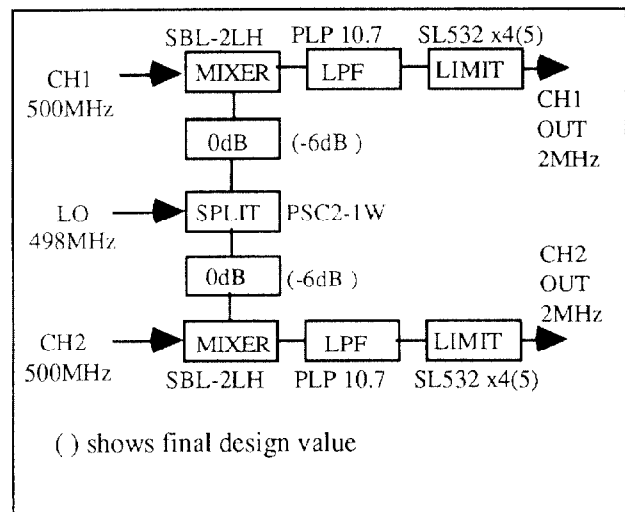 SBL-2LH PLP 10.7 SL532 x4(5)
CH1
500MHz
MIXER
LPF
LIMIT
CH1
OUT
2MHz
0dB (-6dB )
LO
498MHz
SPLIT PSC2-1W
0dB (-6dB )
CH2
OUT
2MHz
CH2
500MHz
MIXER
LPF
LIMIT
SBL-2LH PLP 10.7 SL532 x4(5)
( ) shows final design value